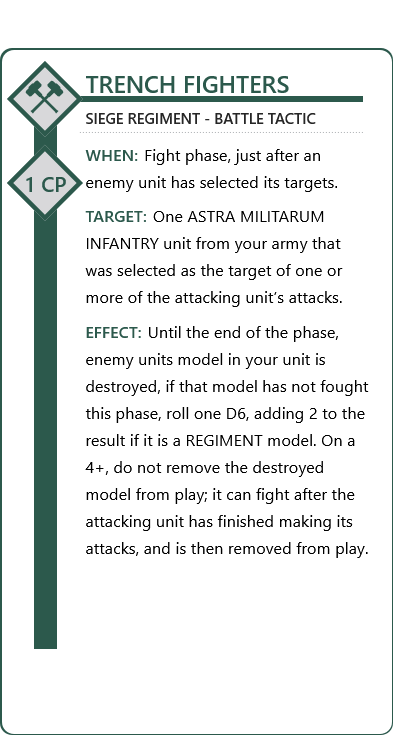 TRENCH FIGHTERS
SIEGE REGIMENT - BATTLE TACTIC
1 CP
WHEN: Fight phase, just after an
enemy unit has selected its targets.
TARGET: One ASTRA MILITARUM
INFANTRY unit from your army that
was selected as the target of one or
more of the attacking unit's attacks.
EFFECT: Until the end of the phase,
enemy units model in your unit is
destroyed, if that model has not fought
this phase, roll one D6, adding 2 to the
result if it is a REGIMENT model. On a
4+, do not remove the destroyed
model from play; it can fight after the
attacking unit has finished making its
attacks, and is then removed from play.